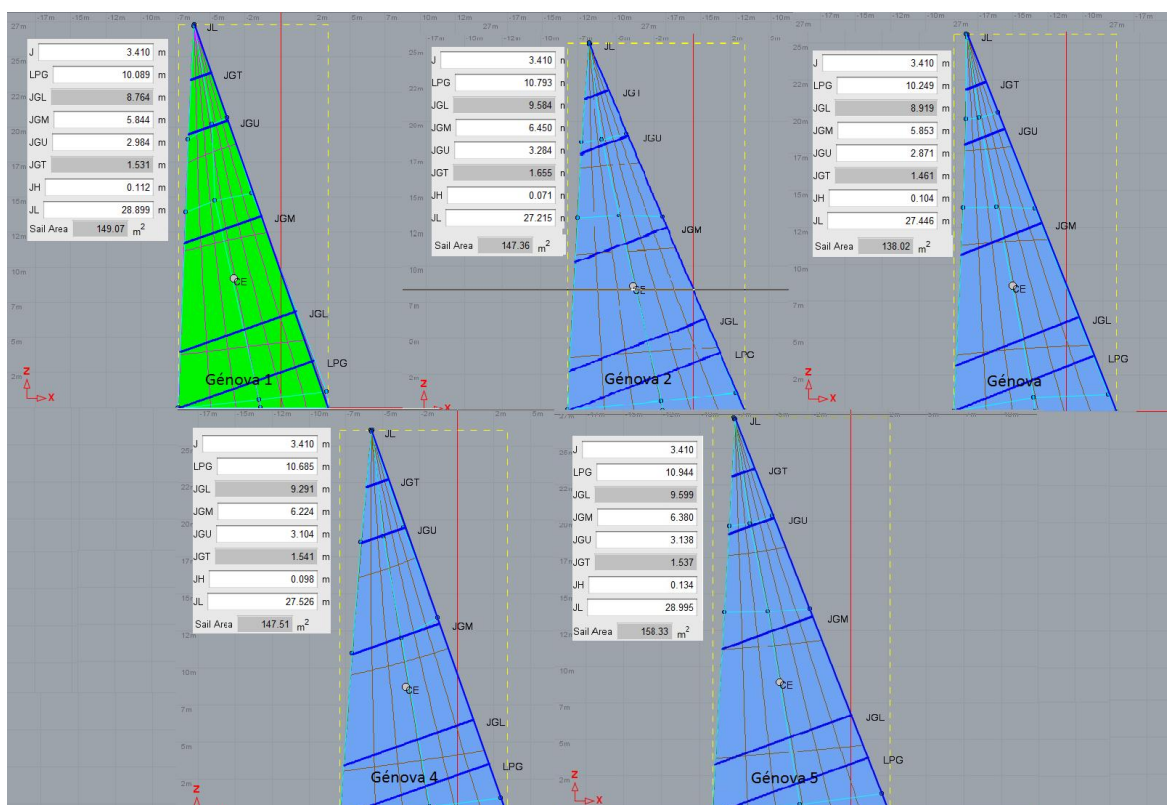 J 3.410 m
LPG 10.089 m
JGL 8.764 m
JGM 5.844 m
JGU 2.984 m
JGT 1.531 m
JH 0.112 m
JL 28.899 m
Sail Area 149.07 m²
JL
JGT
JGU
JGM
CE
JGL
LPG
Génova 1
J 3.410
LPG 10.793
JGL 9.584
JGM 6.450
JGU 3.284
JGT 1.655
JH 0.071
JL 27.215
Sail Area 147.36 m²
JL
JGT
JGU
JGM
CE
JGL
LPG
Génova 2
J 3.410 m
LPG 10.249 m
JGL 8.919 m
JGM 5.853 m
JGU 2.871 m
JGT 1.461 m
JH 0.104 m
JL 27.446 m
Sail Area 138.02 m²
JL
JGT
JGU
JGM
CE
JGL
LPG
Génova
Z
X
J 3.410 m
LPG 10.685 m
JGL 9.291 m
JGM 6.224 m
JGU 3.104 m
JGT 1.541 m
JH 0.098 m
JL 27.526 m
Sail Area 147.51 m²
JGT
JGU
JGM
CE
JGL
LPG
Génova 4
J 3.410
LPG 10.944
JGL 9.599
JGM 6.380
JGU 3.138
JGT 1.537
JH 0.134
JL 28.995
Sail Area 158.33 m²
JL
JGT
JGU
JGM
CE
JGL
LPG
Génova 5
Z
X